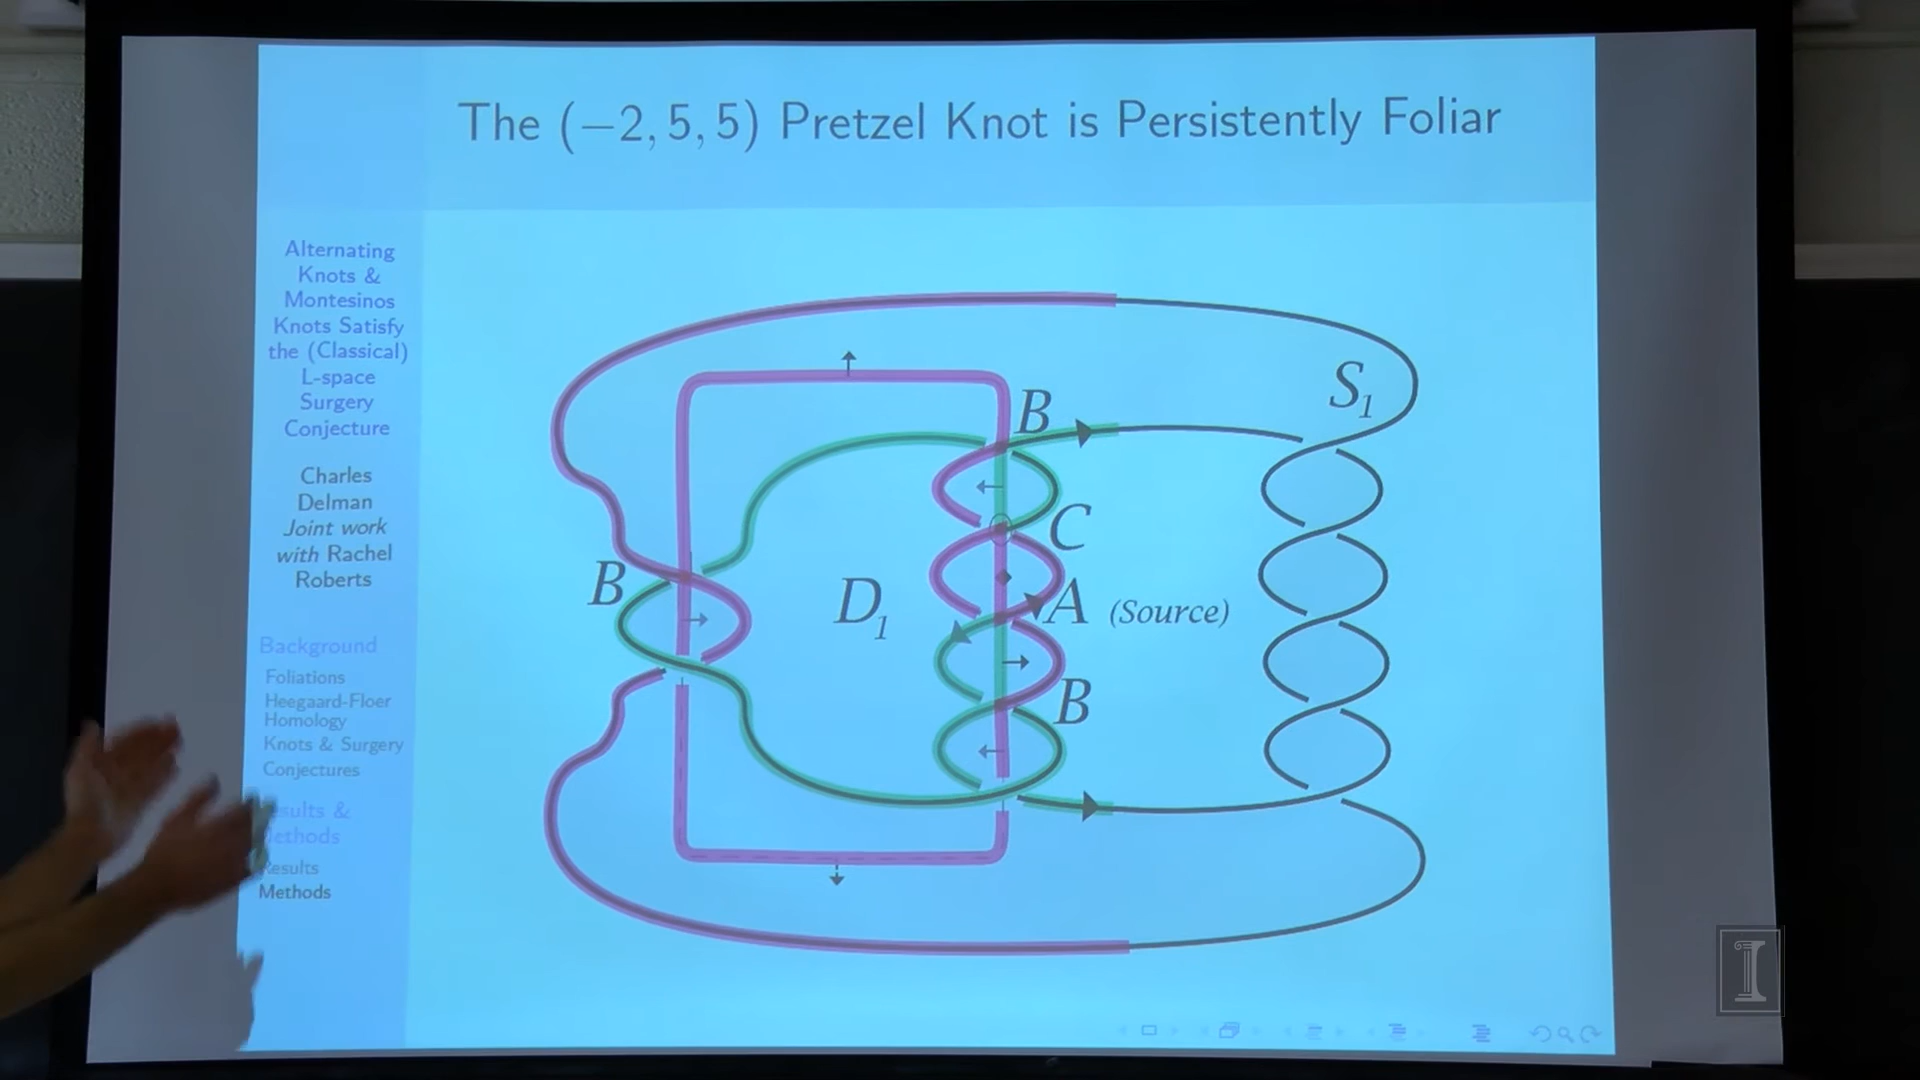 The (−2, 5, 5) Pretzel Knot is Persistently Foliar
Alternating
Knots &
Montesinos
Knots Satisfy
the (Classical)
L-space
Surgery
Conjecture
Charles
Delman
Joint work
with Rachel
Roberts
Background
Foliations
Heegaard-Floer
Homology
Knots & Surgery
Conjectures
Results
Methods
S₁
B
C
B
D₁
A (Source)
B
I